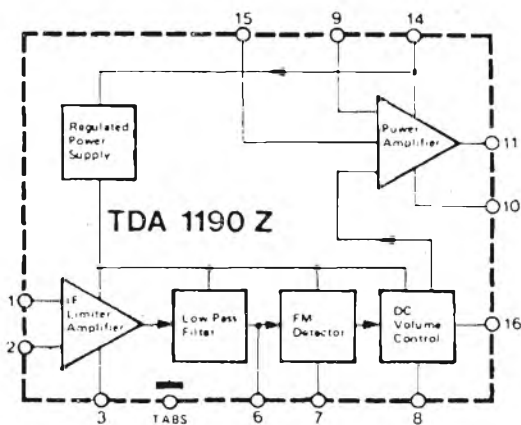 15
9
14
Regulated
Power
Supply
Power
Amplifier
11
10
TDA 1190 Z
1
2
IF
Limiter
Amplifier
Low Pass
Filter
FM
Detector
DC
Volume
Control
16
3
TABS
6
7
8